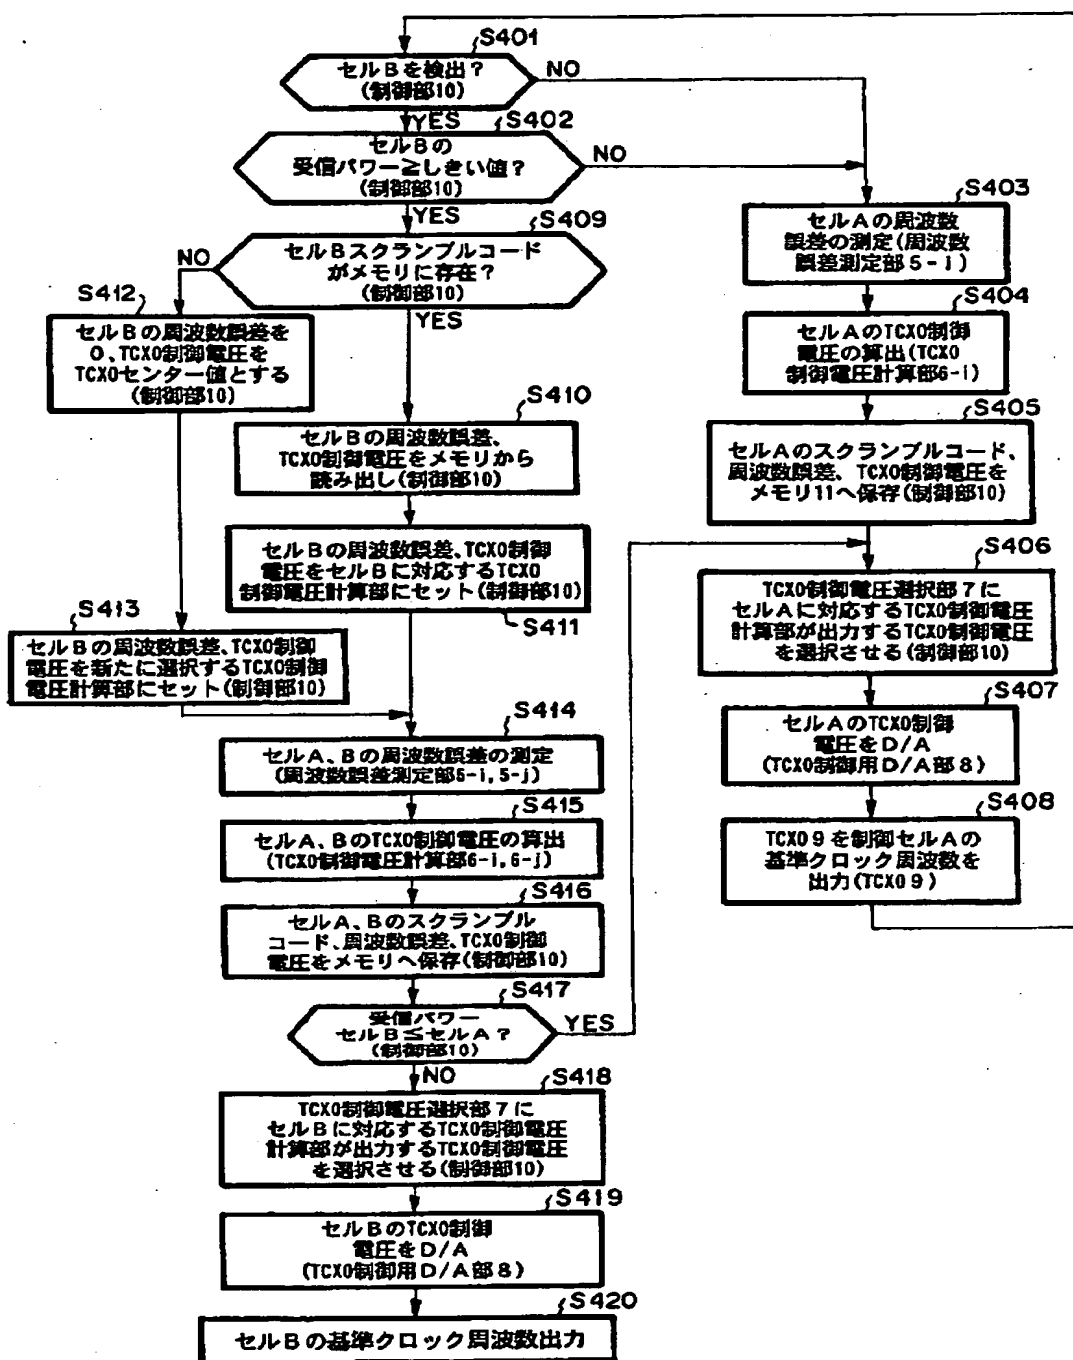 S401
セルBを検出?
(制御部10)
NO
YES
S402
セルBの
受信パワー≧しきい値?
(制御部10)
NO
YES
S409
セルBスクランブルコード
がメモリに存在?
(制御部10)
NO
YES
S412
セルBの周波数誤差を
0、TCXO制御電圧を
TCXOセンター値とする
(制御部10)
S410
セルBの周波数誤差、
TCXO制御電圧をメモリから
読み出し(制御部10)
セルBの周波数誤差、TCXO制御
電圧をセルBに対応するTCXO
制御電圧計算部にセット(制御部10)
S411
S413
セルBの周波数誤差、TCXO制御
電圧を新たに選択するTCXO制御
電圧計算部にセット(制御部10)
S414
セルA、Bの周波数誤差の測定
(周波数誤差測定部5-i,5-j)
S415
セルA、BのTCXO制御電圧の算出
(TCXO制御電圧計算部6-i,6-j)
S416
セルA、Bのスクランブル
コード、周波数誤差、TCXO制御
電圧をメモリへ保存(制御部10)
S417
受信パワー
セルB≦セルA?
(制御部10)
YES
NO
S418
TCXO制御電圧選択部7に
セルBに対応するTCXO制御電圧
計算部が出力するTCXO制御電圧
を選択させる(制御部10)
S419
セルBのTCXO制御
電圧をD/A
(TCXO制御用D/A部8)
S420
セルBの基準クロック周波数出力
S403
セルAの周波数
誤差の測定(周波数
誤差測定部5-i)
S404
セルAのTCXO制御
電圧の算出(TCXO
制御電圧計算部6-i)
S405
セルAのスクランブルコード、
周波数誤差、TCXO制御電圧を
メモリ11へ保存(制御部10)
S406
TCXO制御電圧選択部7に
セルAに対応するTCXO制御電圧
計算部が出力するTCXO制御電圧
を選択させる(制御部10)
S407
セルAのTCXO制御
電圧をD/A
(TCXO制御用D/A部8)
S408
TCXO9を制御セルAの
基準クロック周波数を
出力(TCXO9)